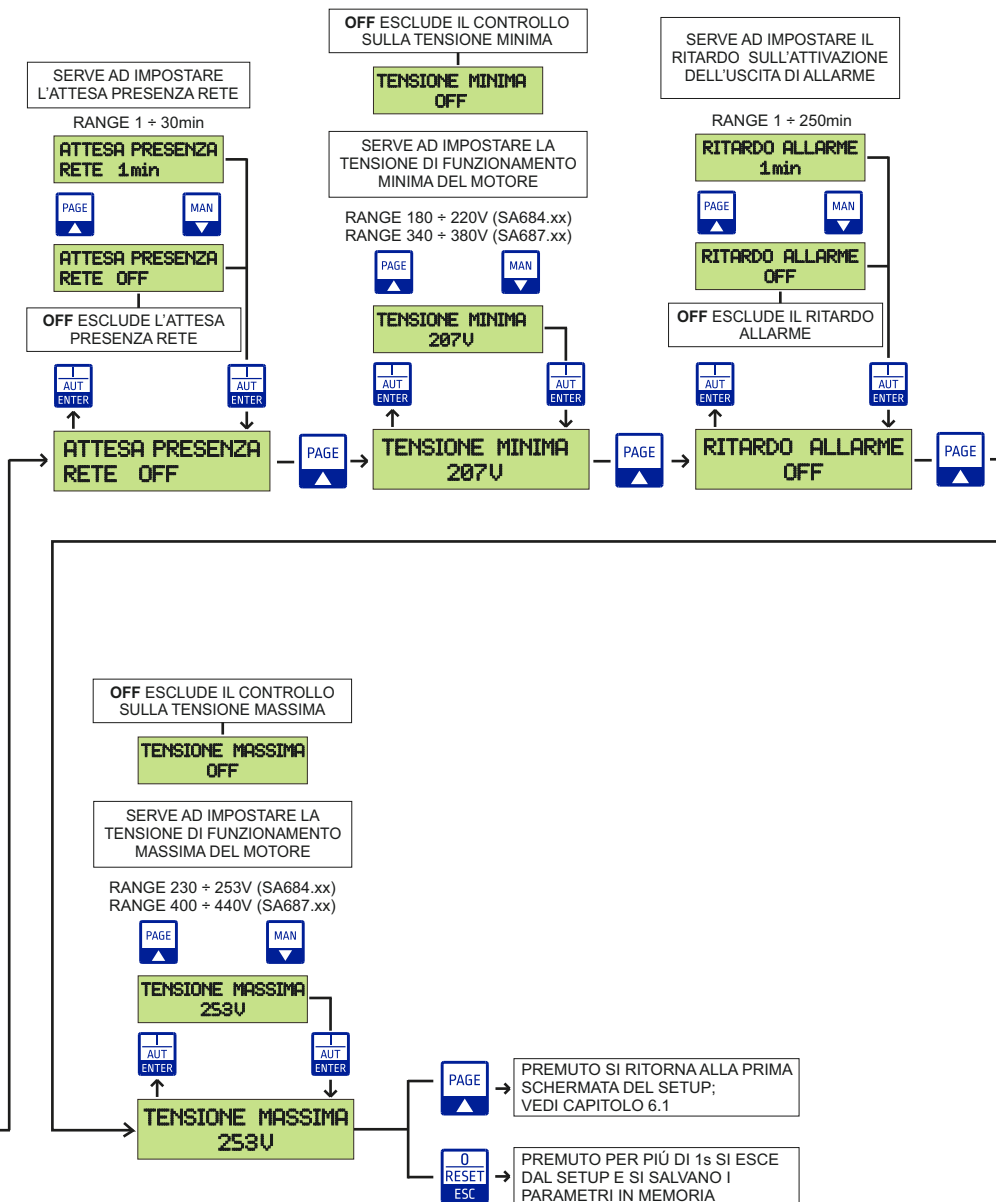 SERVE AD IMPOSTARE
L'ATTESA PRESENZA RETE
RANGE 1 ÷ 30min
ATTESA PRESENZA
RETE 1min
PAGE
MAN
ATTESA PRESENZA
RETE OFF
OFF ESCLUDE L'ATTESA
PRESENZA RETE
AUT
ENTER
AUT
ENTER
ATTESA PRESENZA
RETE OFF
PAGE
OFF ESCLUDE IL CONTROLLO
SULLA TENSIONE MINIMA
TENSIONE MINIMA
OFF
SERVE AD IMPOSTARE LA
TENSIONE DI FUNZIONAMENTO
MINIMA DEL MOTORE
RANGE 180 ÷ 220V (SA684.xx)
RANGE 340 ÷ 380V (SA687.xx)
PAGE
MAN
TENSIONE MINIMA
207V
AUT
ENTER
AUT
ENTER
TENSIONE MINIMA
207V
PAGE
SERVE AD IMPOSTARE IL
RITARDO SULL'ATTIVAZIONE
DELL'USCITA DI ALLARME
RANGE 1 ÷ 250min
RITARDO ALLARME
1min
PAGE
MAN
RITARDO ALLARME
OFF
OFF ESCLUDE IL RITARDO
ALLARME
AUT
ENTER
AUT
ENTER
RITARDO ALLARME
OFF
PAGE
OFF ESCLUDE IL CONTROLLO
SULLA TENSIONE MASSIMA
TENSIONE MASSIMA
OFF
SERVE AD IMPOSTARE LA
TENSIONE DI FUNZIONAMENTO
MASSIMA DEL MOTORE
RANGE 230 ÷ 253V (SA684.xx)
RANGE 400 ÷ 440V (SA687.xx)
PAGE
MAN
TENSIONE MASSIMA
253V
AUT
ENTER
AUT
ENTER
TENSIONE MASSIMA
253V
PAGE
PREMUTO SI RITORNA ALLA PRIMA
SCHERMATA DEL SETUP;
VEDI CAPITOLO 6.1
0
RESET
ESC
PREMUTO PER PIÚ DI 1s SI ESCE
DAL SETUP E SI SALVANO I
PARAMETRI IN MEMORIA